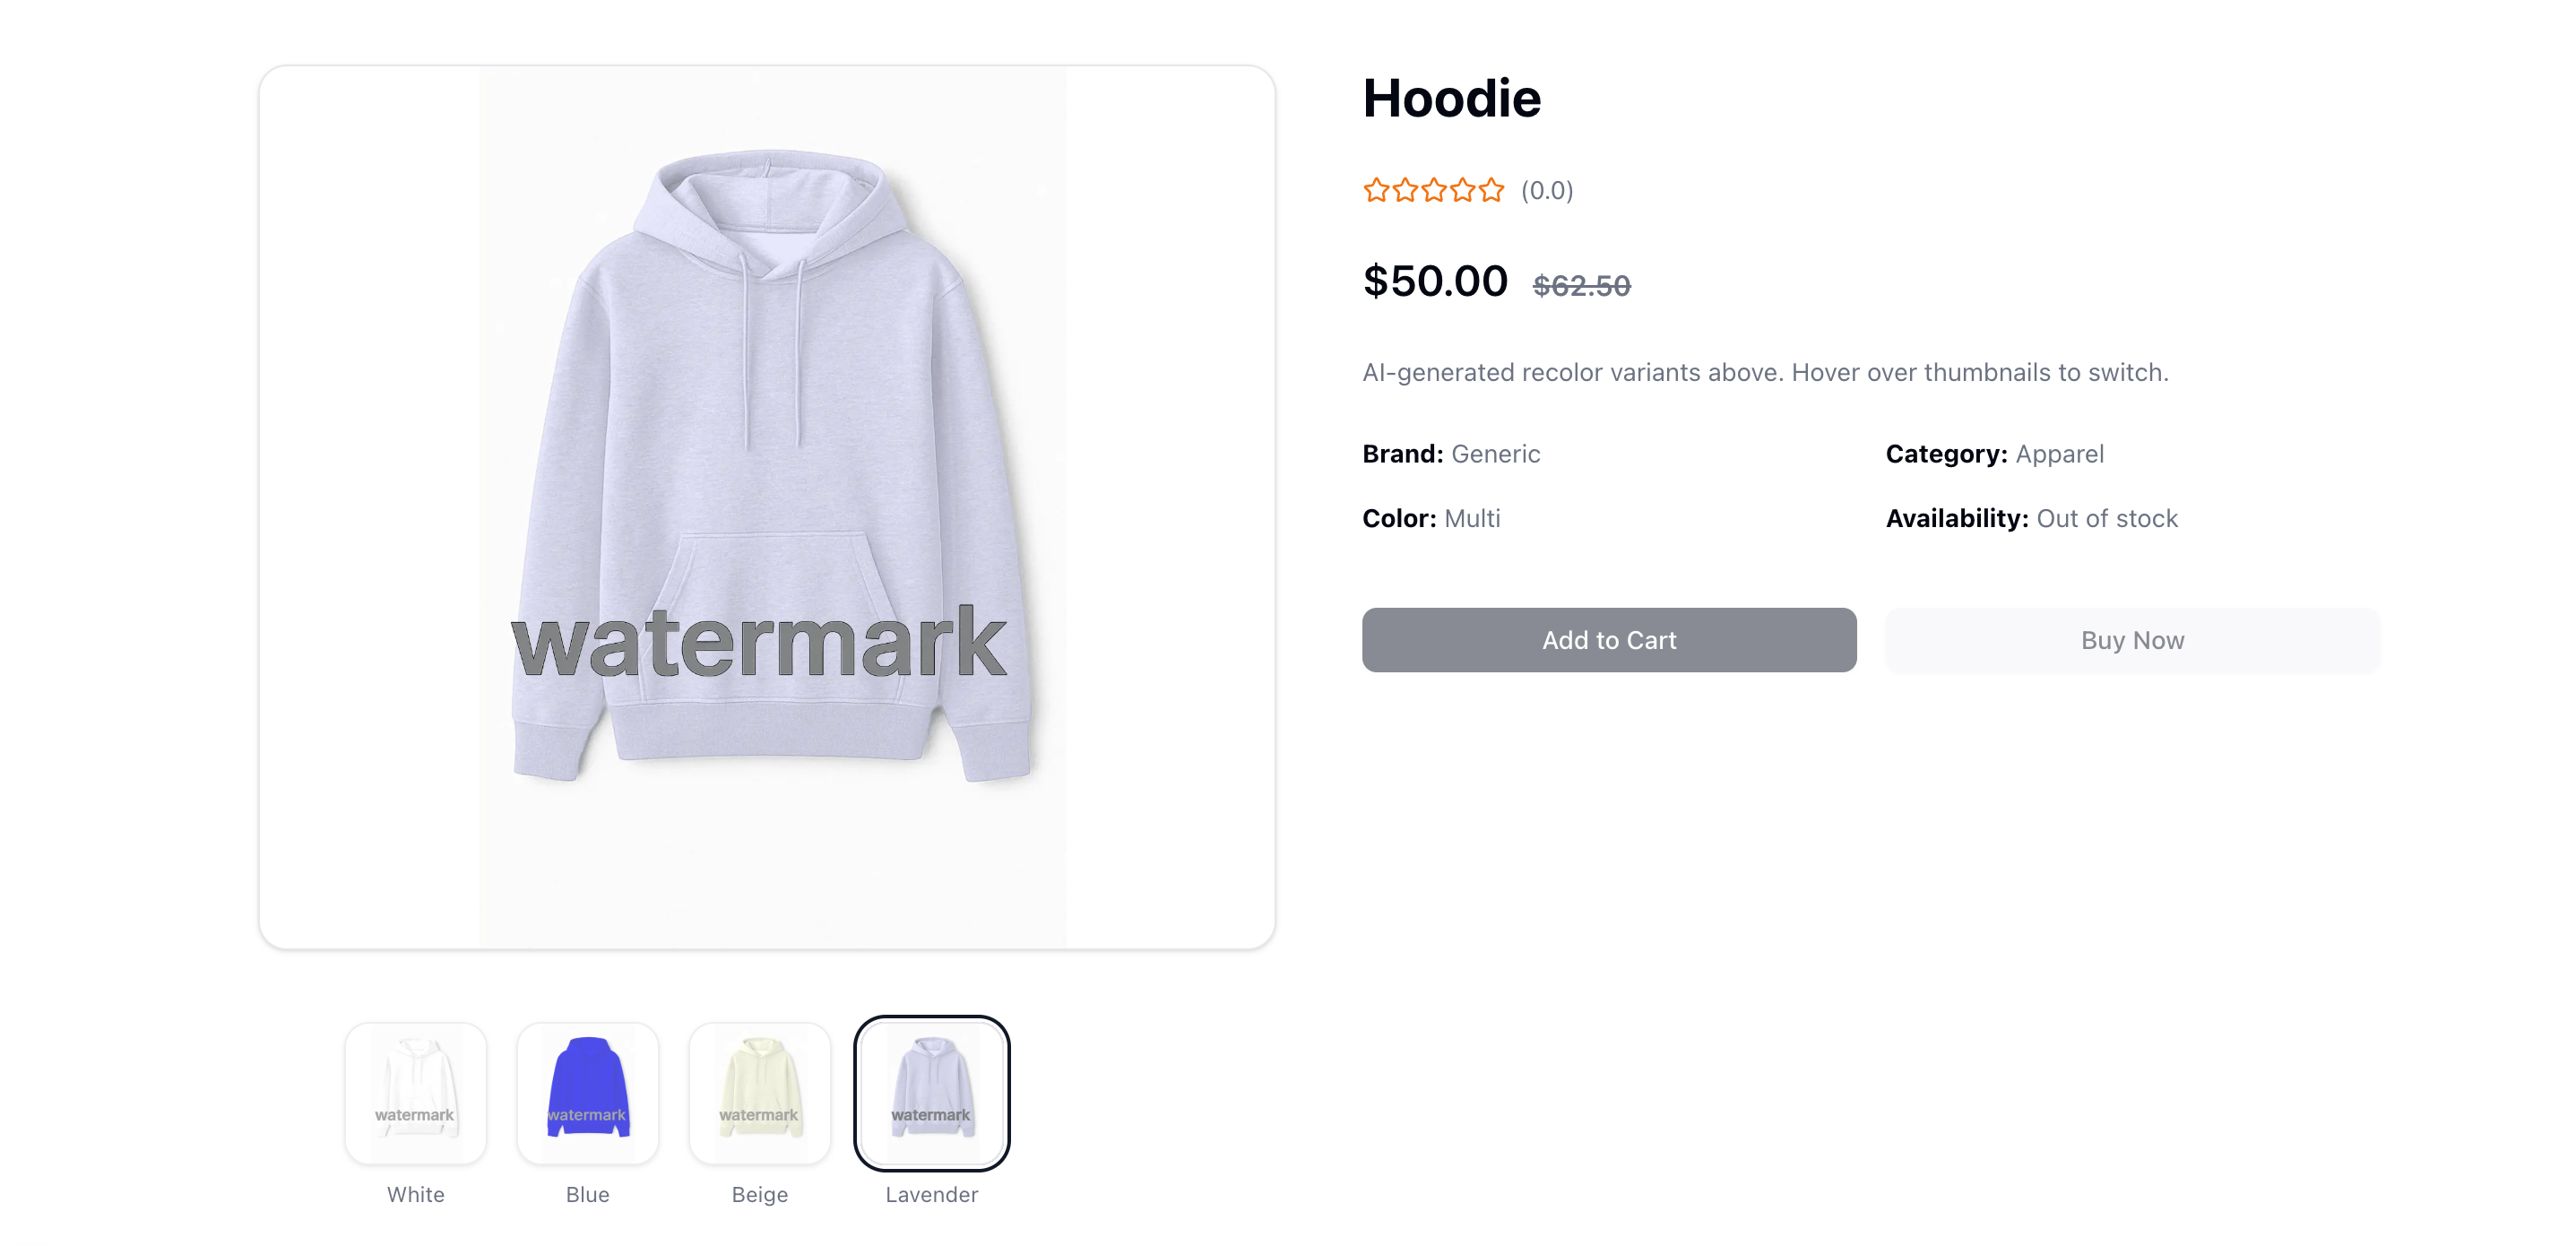 Hoodie
(0.0)
$50.00 $62.50
AI-generated recolor variants above. Hover over thumbnails to switch.
Brand: Generic
Category: Apparel
Color: Multi
Availability: Out of stock
Add to Cart
Buy Now
watermark
watermark
watermark
watermark
watermark
White
Blue
Beige
Lavender